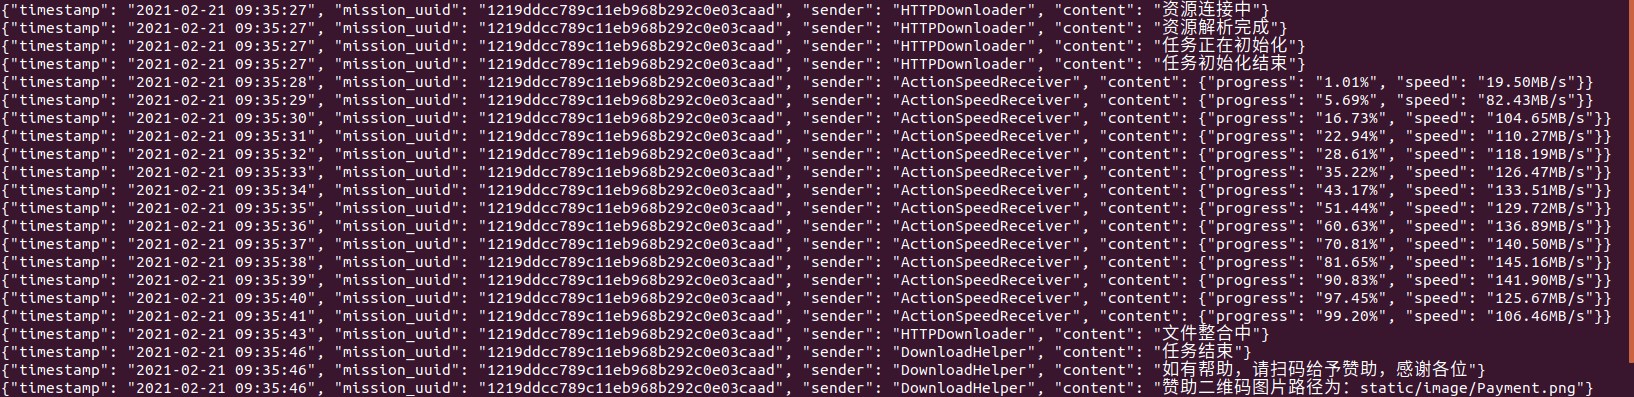 {"timestamp": "2021-02-21 09:35:27", "mission_uuid": "1219ddcc789c11eb968b292c0e03caad", "sender": "HTTPDownloader", "content": "资源连接中"}
{"timestamp": "2021-02-21 09:35:27", "mission_uuid": "1219ddcc789c11eb968b292c0e03caad", "sender": "HTTPDownloader", "content": "资源解析完成"}
{"timestamp": "2021-02-21 09:35:27", "mission_uuid": "1219ddcc789c11eb968b292c0e03caad", "sender": "HTTPDownloader", "content": "任务正在初始化"}
{"timestamp": "2021-02-21 09:35:27", "mission_uuid": "1219ddcc789c11eb968b292c0e03caad", "sender": "HTTPDownloader", "content": "任务初始化结束"}
{"timestamp": "2021-02-21 09:35:28", "mission_uuid": "1219ddcc789c11eb968b292c0e03caad", "sender": "ActionSpeedReceiver", "content": {"progress": "1.01%", "speed": "19.50MB/s"}}
{"timestamp": "2021-02-21 09:35:29", "mission_uuid": "1219ddcc789c11eb968b292c0e03caad", "sender": "ActionSpeedReceiver", "content": {"progress": "5.69%", "speed": "82.43MB/s"}}
{"timestamp": "2021-02-21 09:35:30", "mission_uuid": "1219ddcc789c11eb968b292c0e03caad", "sender": "ActionSpeedReceiver", "content": {"progress": "16.73%", "speed": "104.65MB/s"}}
{"timestamp": "2021-02-21 09:35:31", "mission_uuid": "1219ddcc789c11eb968b292c0e03caad", "sender": "ActionSpeedReceiver", "content": {"progress": "22.94%", "speed": "110.27MB/s"}}
{"timestamp": "2021-02-21 09:35:32", "mission_uuid": "1219ddcc789c11eb968b292c0e03caad", "sender": "ActionSpeedReceiver", "content": {"progress": "28.61%", "speed": "118.19MB/s"}}
{"timestamp": "2021-02-21 09:35:33", "mission_uuid": "1219ddcc789c11eb968b292c0e03caad", "sender": "ActionSpeedReceiver", "content": {"progress": "35.22%", "speed": "126.47MB/s"}}
{"timestamp": "2021-02-21 09:35:34", "mission_uuid": "1219ddcc789c11eb968b292c0e03caad", "sender": "ActionSpeedReceiver", "content": {"progress": "43.17%", "speed": "133.51MB/s"}}
{"timestamp": "2021-02-21 09:35:35", "mission_uuid": "1219ddcc789c11eb968b292c0e03caad", "sender": "ActionSpeedReceiver", "content": {"progress": "51.44%", "speed": "129.72MB/s"}}
{"timestamp": "2021-02-21 09:35:36", "mission_uuid": "1219ddcc789c11eb968b292c0e03caad", "sender": "ActionSpeedReceiver", "content": {"progress": "60.63%", "speed": "136.89MB/s"}}
{"timestamp": "2021-02-21 09:35:37", "mission_uuid": "1219ddcc789c11eb968b292c0e03caad", "sender": "ActionSpeedReceiver", "content": {"progress": "70.81%", "speed": "140.50MB/s"}}
{"timestamp": "2021-02-21 09:35:38", "mission_uuid": "1219ddcc789c11eb968b292c0e03caad", "sender": "ActionSpeedReceiver", "content": {"progress": "81.65%", "speed": "145.16MB/s"}}
{"timestamp": "2021-02-21 09:35:39", "mission_uuid": "1219ddcc789c11eb968b292c0e03caad", "sender": "ActionSpeedReceiver", "content": {"progress": "90.83%", "speed": "141.90MB/s"}}
{"timestamp": "2021-02-21 09:35:40", "mission_uuid": "1219ddcc789c11eb968b292c0e03caad", "sender": "ActionSpeedReceiver", "content": {"progress": "97.45%", "speed": "125.67MB/s"}}
{"timestamp": "2021-02-21 09:35:41", "mission_uuid": "1219ddcc789c11eb968b292c0e03caad", "sender": "ActionSpeedReceiver", "content": {"progress": "99.20%", "speed": "106.46MB/s"}}
{"timestamp": "2021-02-21 09:35:43", "mission_uuid": "1219ddcc789c11eb968b292c0e03caad", "sender": "HTTPDownloader", "content": "文件整合中"}
{"timestamp": "2021-02-21 09:35:46", "mission_uuid": "1219ddcc789c11eb968b292c0e03caad", "sender": "DownloadHelper", "content": "任务结束"}
{"timestamp": "2021-02-21 09:35:46", "mission_uuid": "1219ddcc789c11eb968b292c0e03caad", "sender": "DownloadHelper", "content": "如有帮助，请扫码给予赞助，感谢各位"}
{"timestamp": "2021-02-21 09:35:46", "mission_uuid": "1219ddcc789c11eb968b292c0e03caad", "sender": "DownloadHelper", "content": "赞助二维码图片路径为：static/image/Payment.png"}